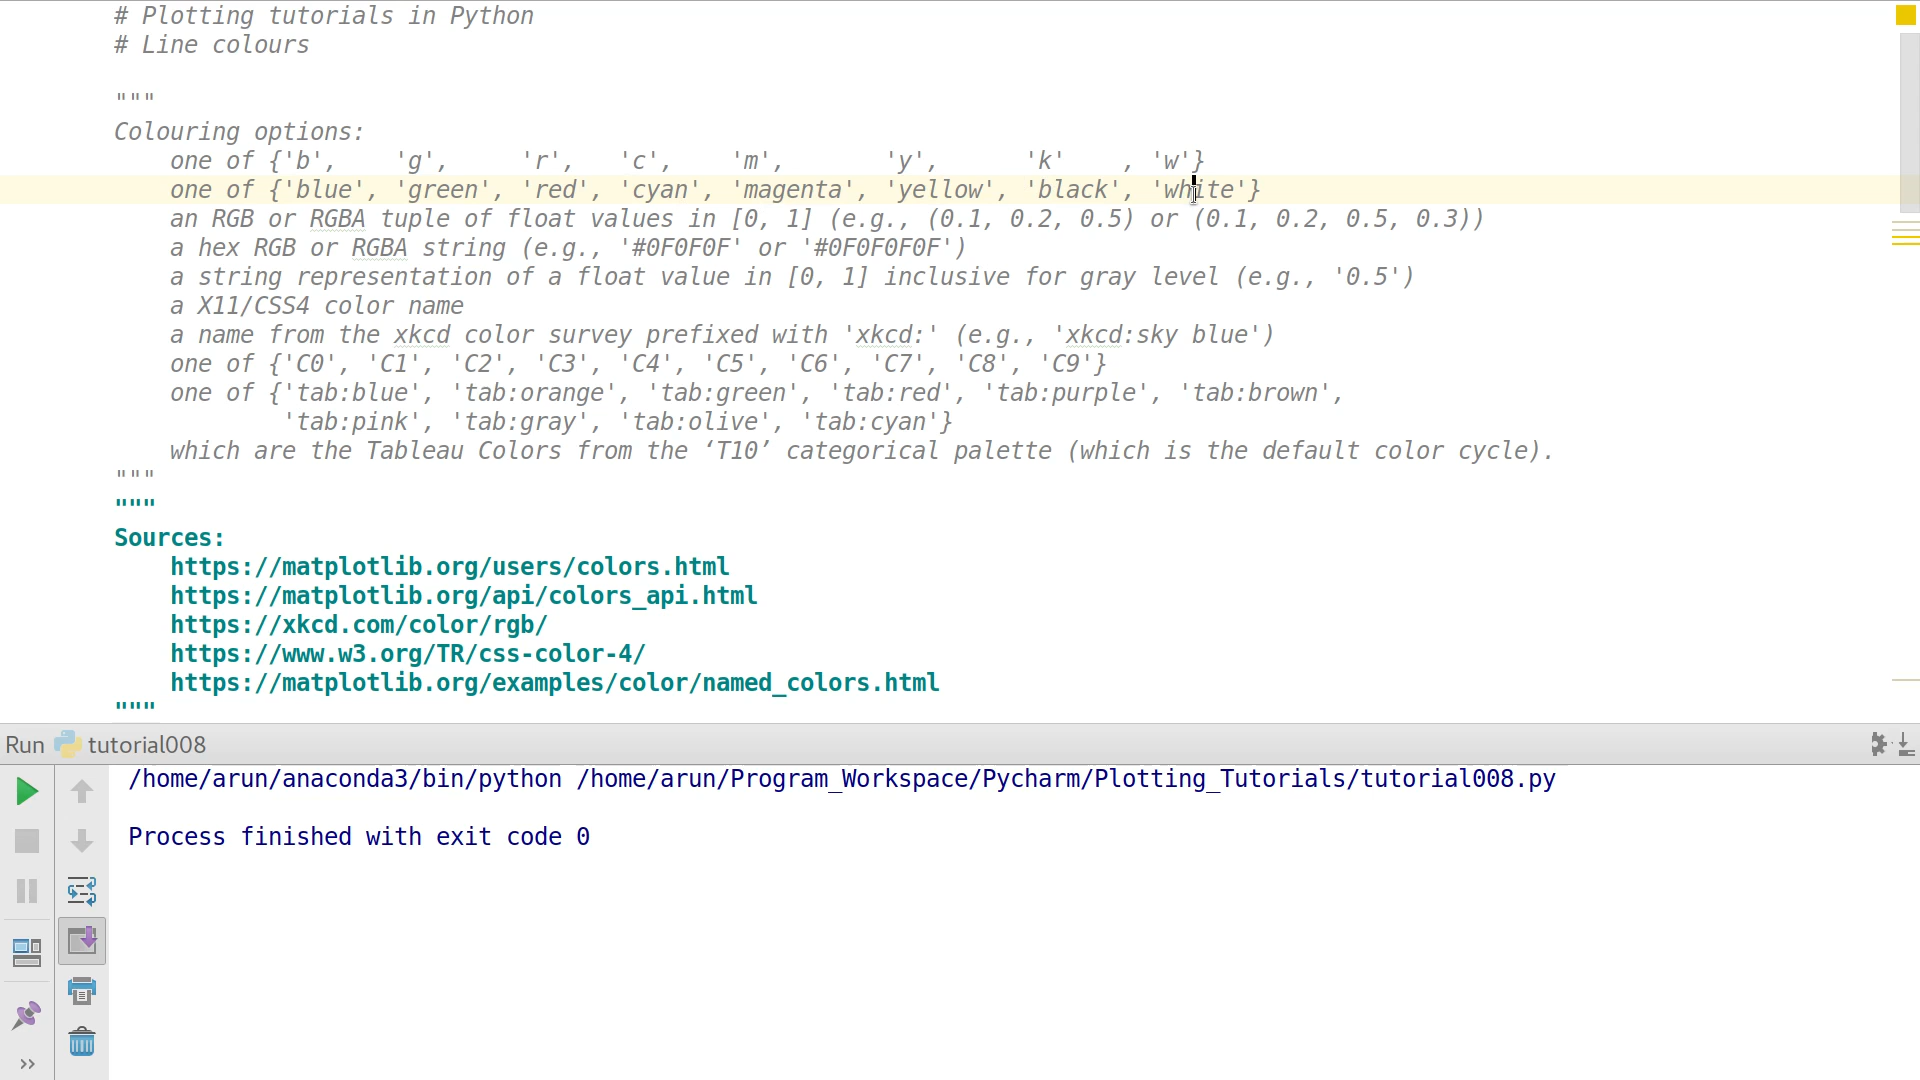 # Plotting tutorials in Python
# Line colours
"""
Colouring options:
one of {'b', 'g', 'r', 'c', 'm', 'y', 'k' , 'w'}
one of {'blue', 'green', 'red', 'cyan', 'magenta', 'yellow', 'black', 'white'}
an RGB or RGBA tuple of float values in [0, 1] (e.g., (0.1, 0.2, 0.5) or (0.1, 0.2, 0.5, 0.3))
a hex RGB or RGBA string (e.g., '#0F0F0F' or '#0F0F0F0F')
a string representation of a float value in [0, 1] inclusive for gray level (e.g., '0.5')
a X11/CSS4 color name
a name from the xkcd color survey prefixed with 'xkcd:' (e.g., 'xkcd:sky blue')
one of {'C0', 'C1', 'C2', 'C3', 'C4', 'C5', 'C6', 'C7', 'C8', 'C9'}
one of {'tab:blue', 'tab:orange', 'tab:green', 'tab:red', 'tab:purple', 'tab:brown',
'tab:pink', 'tab:gray', 'tab:olive', 'tab:cyan'}
which are the Tableau Colors from the ‘T10’ categorical palette (which is the default color cycle).
"""
"""
Sources:
https://matplotlib.org/users/colors.html
https://matplotlib.org/api/colors_api.html
https://xkcd.com/color/rgb/
https://www.w3.org/TR/css-color-4/
https://matplotlib.org/examples/color/named_colors.html
"""
Run tutorial008
/home/arun/anaconda3/bin/python /home/arun/Program_Workspace/Pycharm/Plotting_Tutorials/tutorial008.py
Process finished with exit code 0